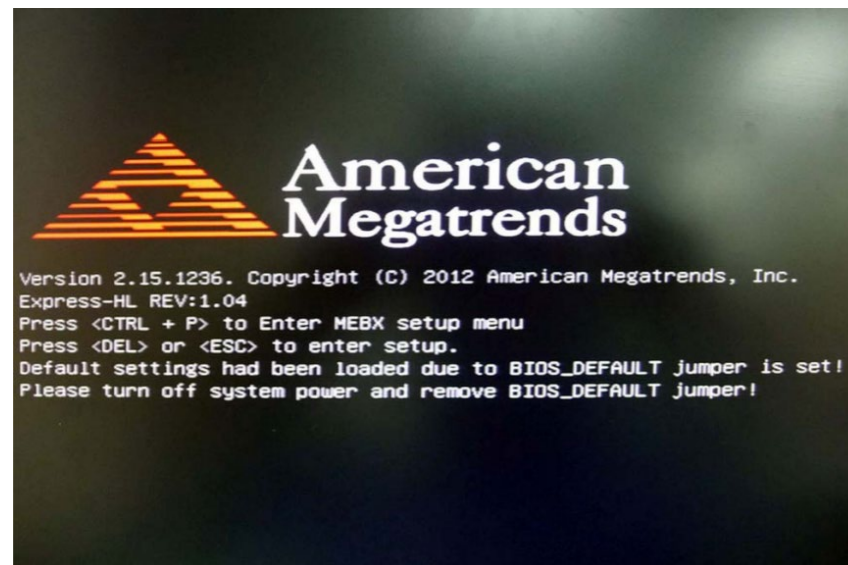 American
Megatrends
Version 2.15.1236. Copyright (C) 2012 American Megatrends, Inc.
Express-HL REV:1.04
Press <CTRL + P> to Enter MEBX setup menu
Press <DEL> or <ESC> to enter setup.
Default settings had been loaded due to BIOS_DEFAULT jumper is set!
Please turn off system power and remove BIOS_DEFAULT jumper!